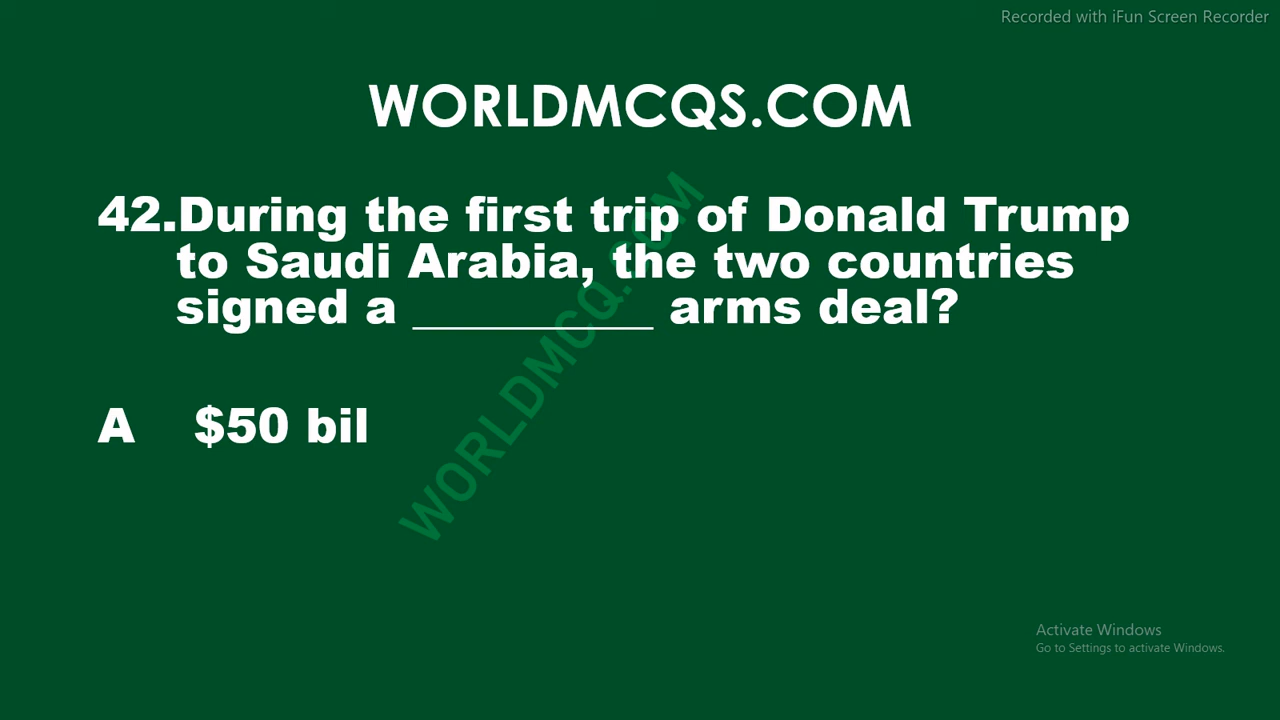 Recorded with iFun Screen Recorder
WORLDMCQS.COM
42.During the first trip of Donald Trump
to Saudi Arabia, the two countries
signed a __________ arms deal?
WORLDMCQ.COM
A $50 bil
Activate Windows
Go to Settings to activate Windows.